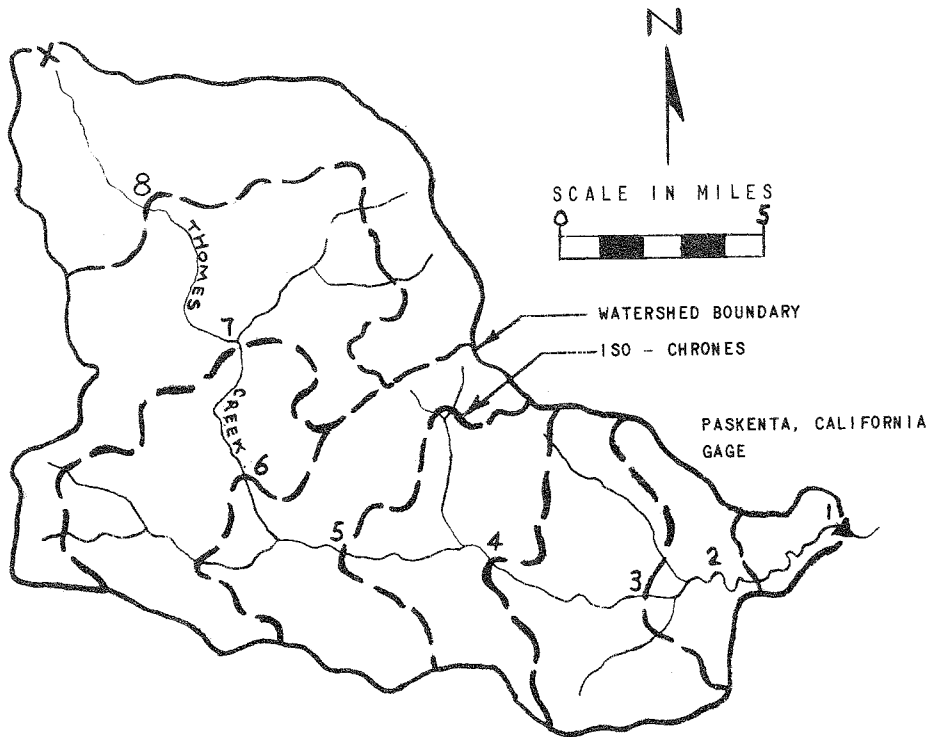 N
X
SCALE IN MILES
0 5
8
THOMES
WATERSHED BOUNDARY
7
ISO - CHRONES
CREEK
PASKENTA, CALIFORNIA
GAGE
6
5
4
3
2
1